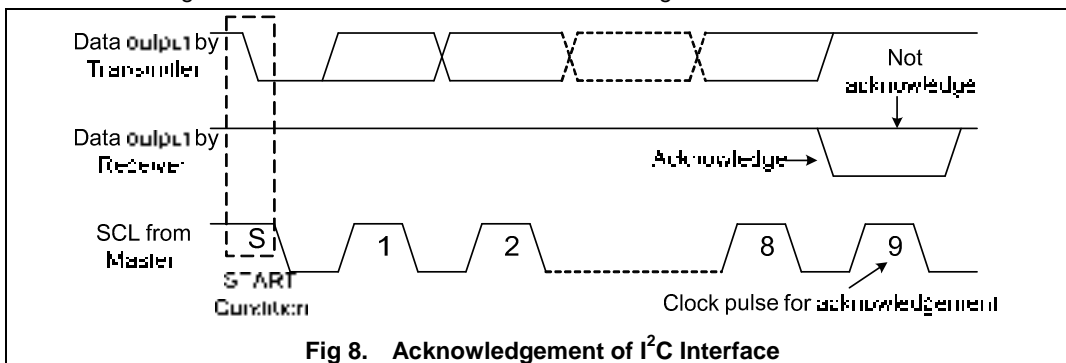 Data output by
Transmitter
Not
acknowledge
Data output by
Receiver
Acknowledge
SCL from
Master
S
1
2
8
9
START
Condition
Clock pulse for acknowledgement
Fig 8. Acknowledgement of I²C Interface